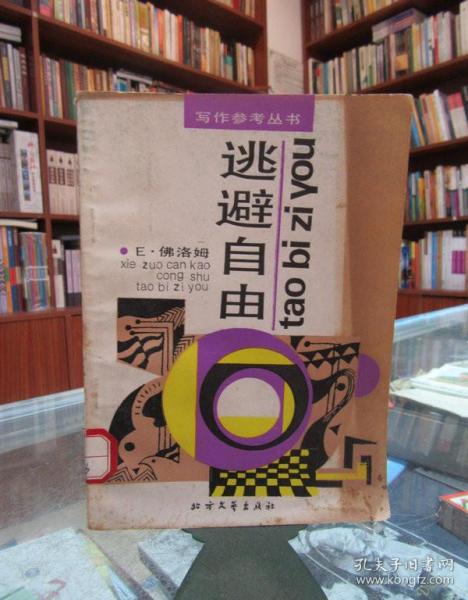 写作参考丛书
逃避自由
tao bi zi you
E·佛洛姆
xie zuo can kao
cong shu
tao bi zi you
北方文艺出版社
孔夫子旧书网
www.kongfz.com